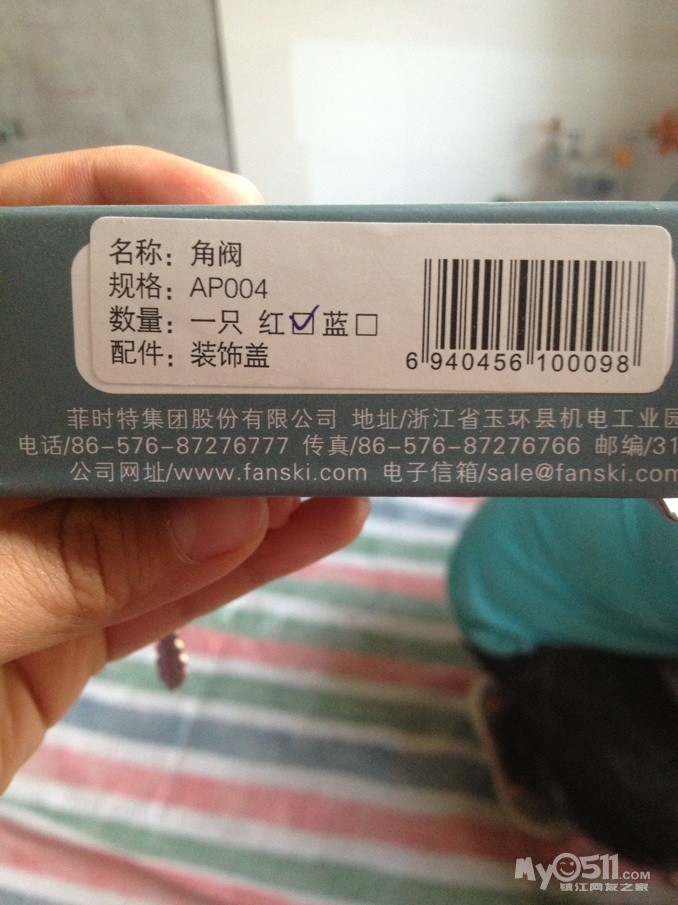 名称：角阀
规格：AP004
数量：一只 红☑蓝□
配件：装饰盖
6 940456 100098
菲时特集团股份有限公司 地址/浙江省玉环县机电工业园
电话/86-576-87276777 传真/86-576-87276766 邮编/31
公司网址/www.fanski.com 电子信箱/sale@fanski.com
My0511.com
镇江网友之家